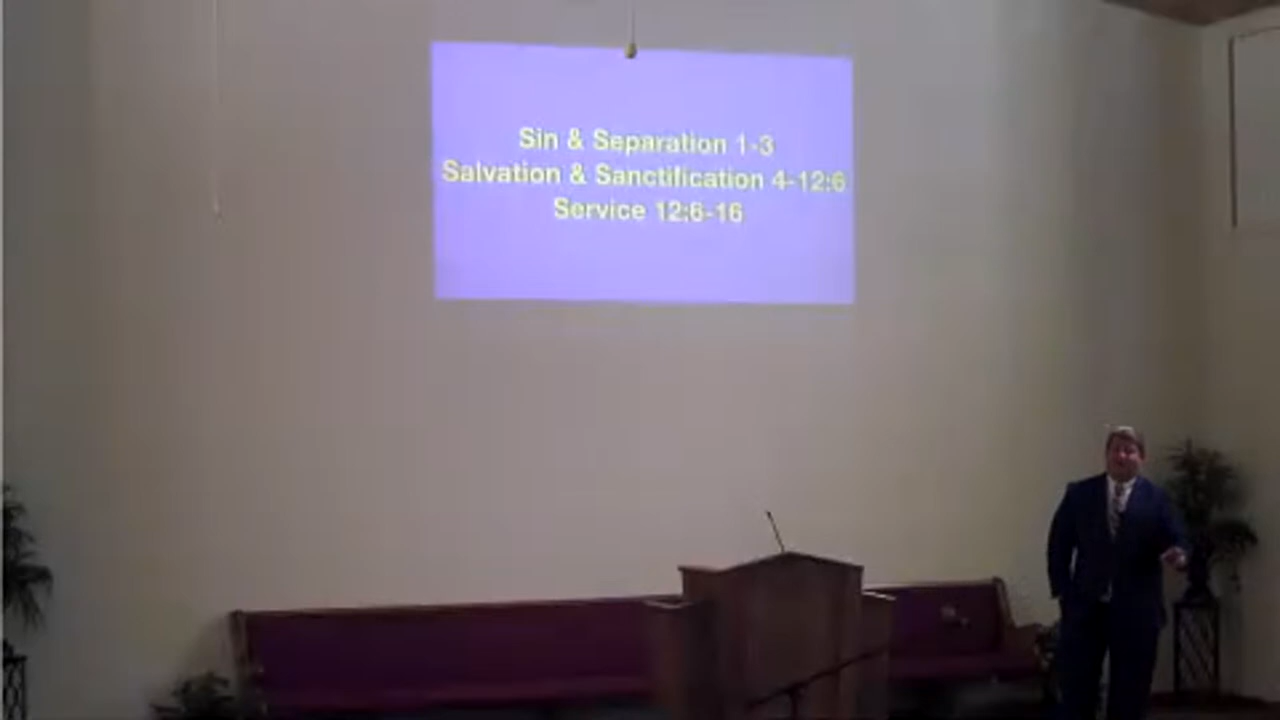 Sin & Separation 1-3
Salvation & Sanctification 4-12:6
Service 12:6-16